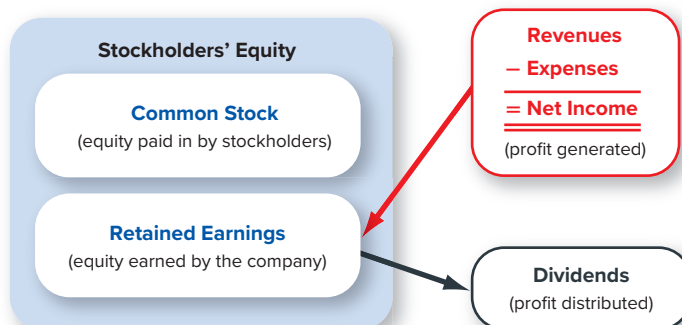 Stockholders’ Equity
Common Stock
(equity paid in by stockholders)
Retained Earnings
(equity earned by the company)
Revenues
– Expenses
= Net Income
(profit generated)
Dividends
(profit distributed)